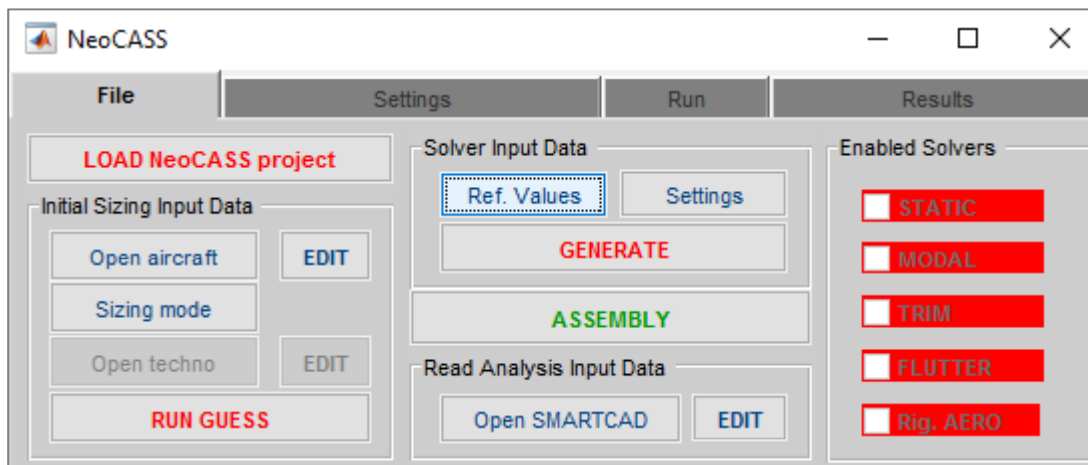 NeoCASS
File Settings Run Results
LOAD NeoCASS project
Initial Sizing Input Data
Open aircraft EDIT
Sizing mode
Open techno EDIT
RUN GUESS
Solver Input Data
Ref. Values Settings
GENERATE
ASSEMBLY
Read Analysis Input Data
Open SMARTCAD EDIT
Enabled Solvers
STATIC
MODAL
TRIM
FLUTTER
Rig. AERO